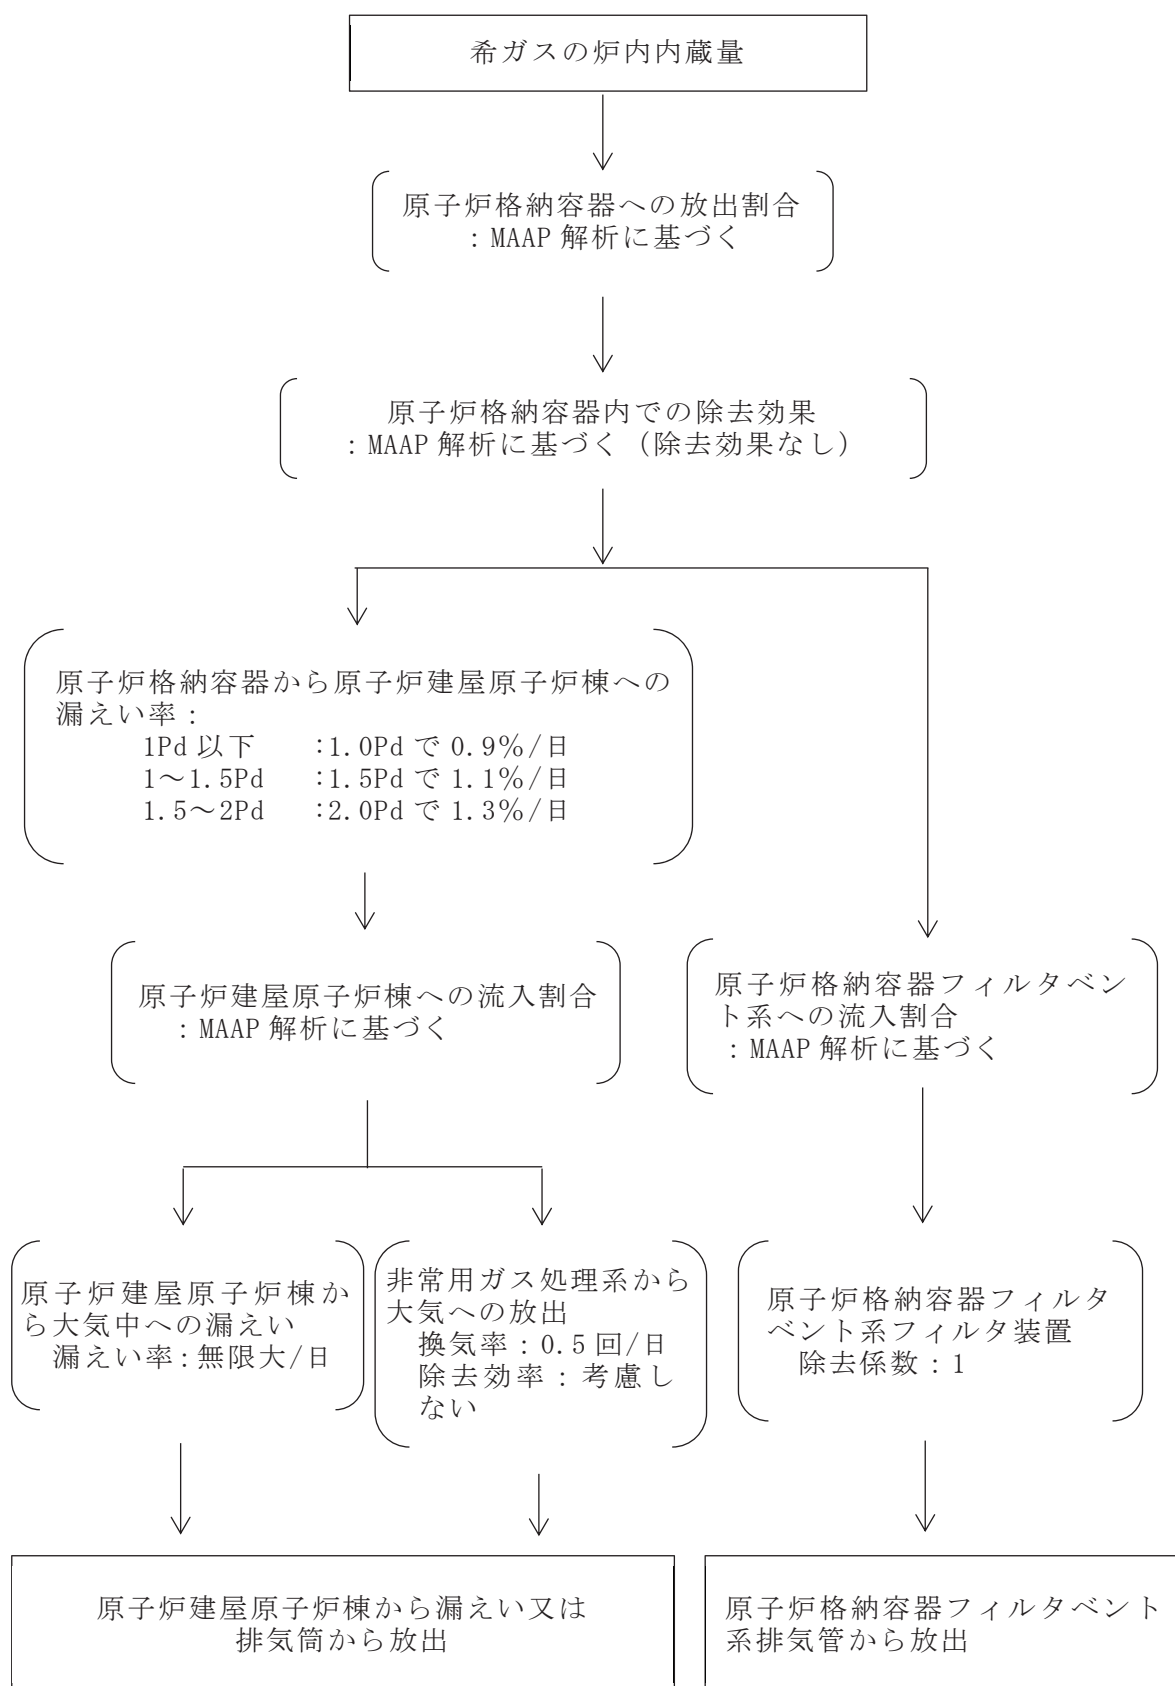 希ガスの炉内内蔵量
原子炉格納容器への放出割合
：MAAP 解析に基づく
原子炉格納容器内での除去効果
：MAAP 解析に基づく（除去効果なし）
原子炉格納容器から原子炉建屋原子炉棟への
漏えい率：
1Pd 以下　:1.0Pd で 0.9%/日
1～1.5Pd　:1.5Pd で 1.1%/日
1.5～2Pd　:2.0Pd で 1.3%/日
原子炉建屋原子炉棟への流入割合
：MAAP 解析に基づく
原子炉格納容器フィルタベン
ト系への流入割合
：MAAP 解析に基づく
原子炉建屋原子炉棟か
ら大気中への漏えい
漏えい率：無限大/日
非常用ガス処理系から
大気への放出
換気率：0.5 回/日
除去効率：考慮し
ない
原子炉格納容器フィルタ
ベント系フィルタ装置
除去係数：1
原子炉建屋原子炉棟から漏えい又は
排気筒から放出
原子炉格納容器フィルタベント
系排気管から放出